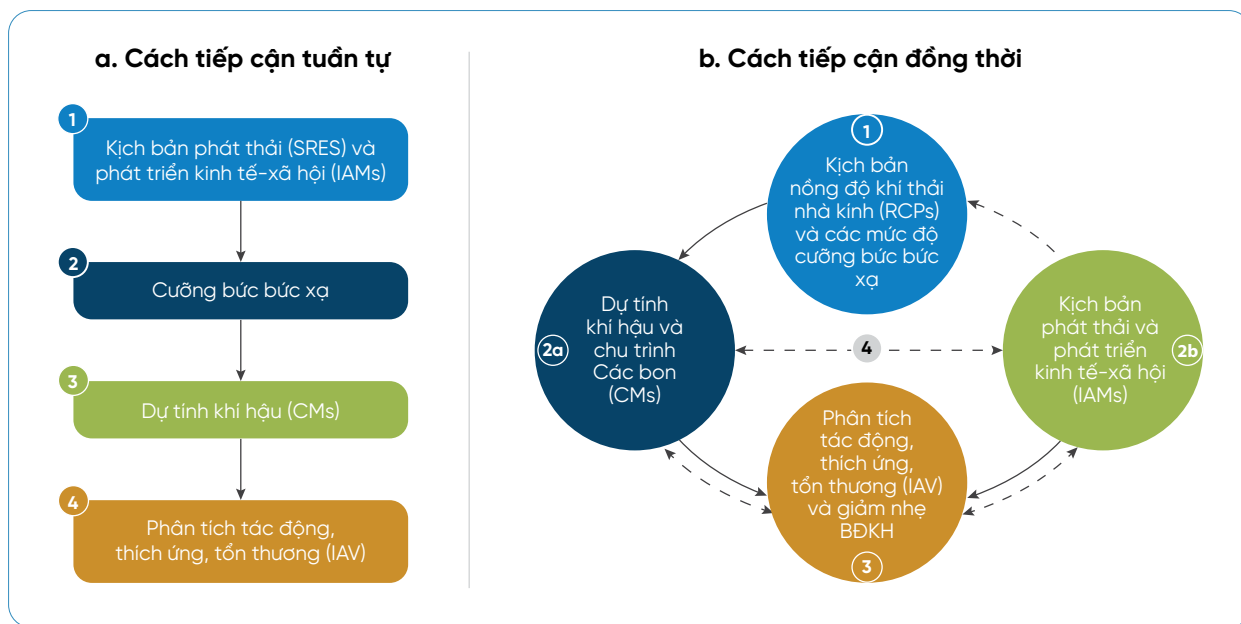 a. Cách tiếp cận tuần tự
1
Kịch bản phát thải (SRES) và
phát triển kinh tế-xã hội (IAMs)
2
Cưỡng bức bức xạ
3
Dự tính khí hậu (CMs)
4
Phân tích tác động,
thích ứng, tổn thương (IAV)
b. Cách tiếp cận đồng thời
1
Kịch bản
nồng độ khí thải
nhà kính (RCPs)
và các mức độ
cưỡng bức bức
xạ
2a
Dự tính
khí hậu và
chu trình
Các bon
(CMs)
4
Kịch bản
phát thải và
phát triển
kinh tế-xã hội
(IAMs)
2b
Phân tích
tác động,
thích ứng,
tổn thương (IAV)
và giảm nhẹ
BĐKH
3